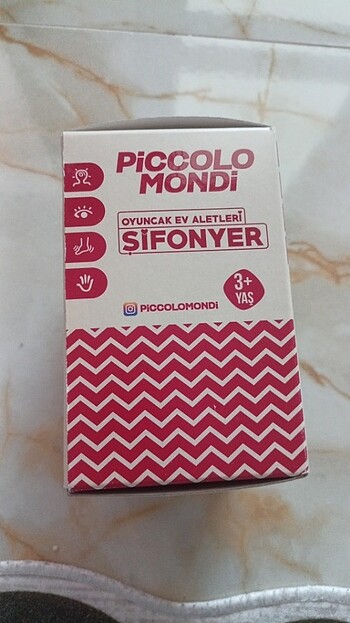 PiCCOLO
MONDi
OYUNCAK EV ALETLERİ
ŞİFONYER
3+
YAŞ
PiCCOLOMONDi